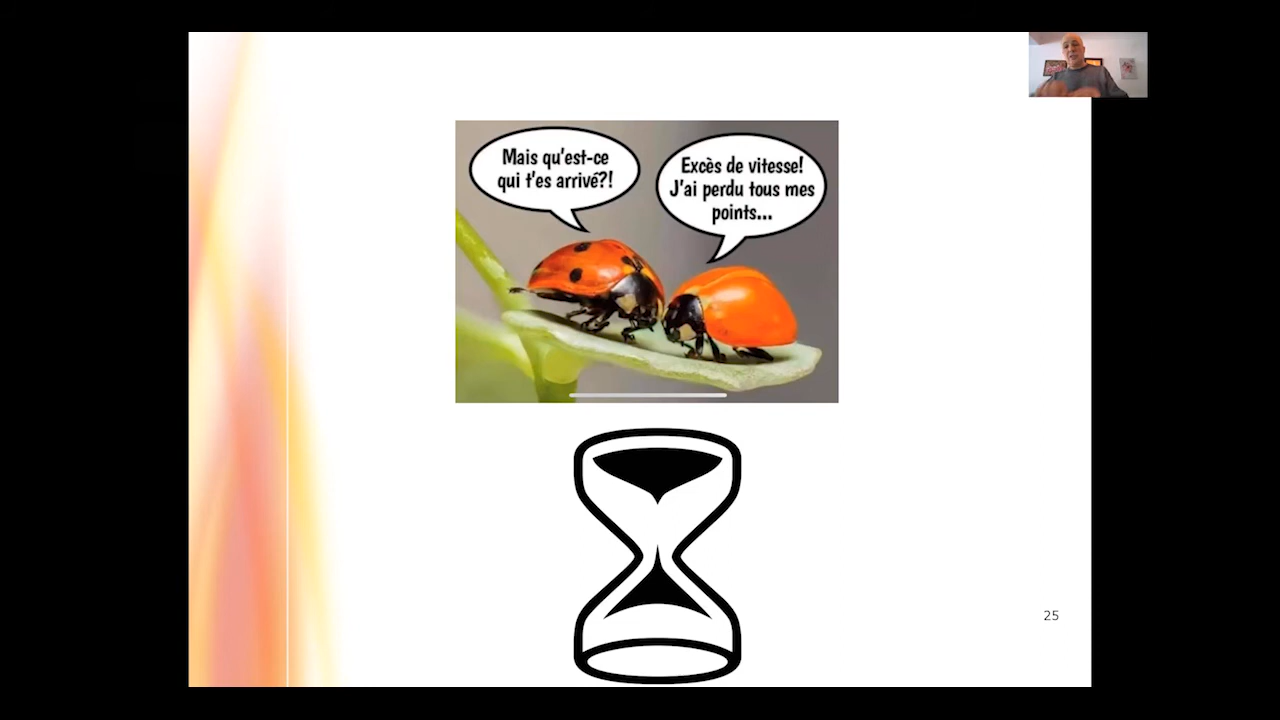 Mais qu'est-ce
qui t'es arrivé?!
Excès de vitesse!
J'ai perdu tous mes
points...
25